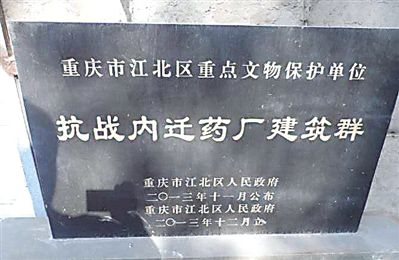 重庆市江北区重点文物保护单位
抗战内迁药厂建筑群
重庆市江北区人民政府
二〇一三年十一月公布
重庆市江北区人民政府
二〇一三年十二月立